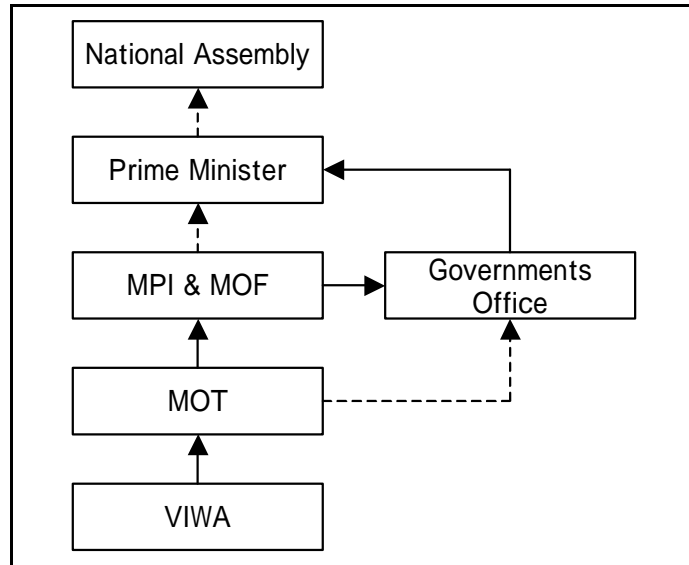 National Assembly
Prime Minister
MPI & MOF
Governments
Office
MOT
VIWA